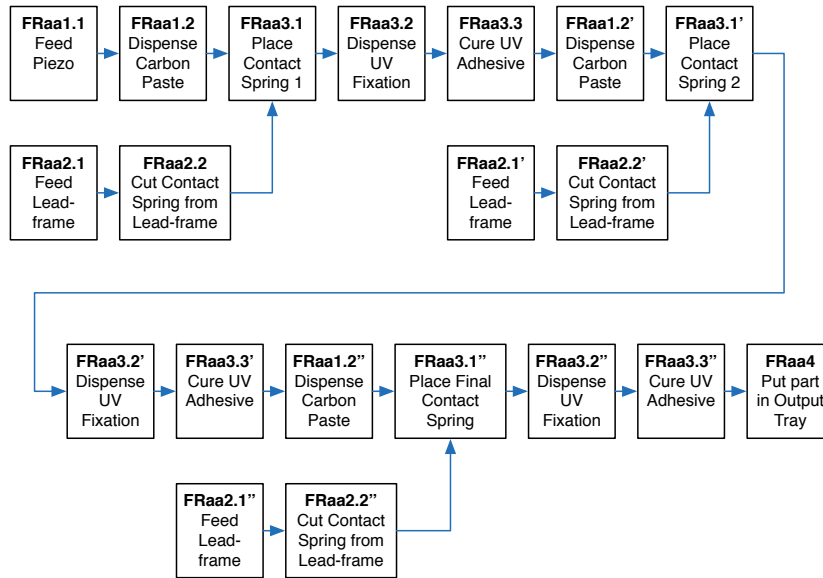 FRaa1.1
Feed
Piezo
FRaa1.2
Dispense
Carbon
Paste
FRaa3.1
Place
Contact
Spring 1
FRaa3.2
Dispense
UV
Fixation
FRaa3.3
Cure UV
Adhesive
FRaa1.2’
Dispense
Carbon
Paste
FRaa3.1’
Place
Contact
Spring 2
FRaa2.1
Feed
Lead-
frame
FRaa2.2
Cut Contact
Spring from
Lead-frame
FRaa2.1’
Feed
Lead-
frame
FRaa2.2’
Cut Contact
Spring from
Lead-frame
FRaa3.2’
Dispense
UV
Fixation
FRaa3.3’
Cure UV
Adhesive
FRaa1.2”
Dispense
Carbon
Paste
FRaa3.1”
Place Final
Contact
Spring
FRaa3.2”
Dispense
UV
Fixation
FRaa3.3”
Cure UV
Adhesive
FRaa4
Put part
in Output
Tray
FRaa2.1”
Feed
Lead-
frame
FRaa2.2”
Cut Contact
Spring from
Lead-frame